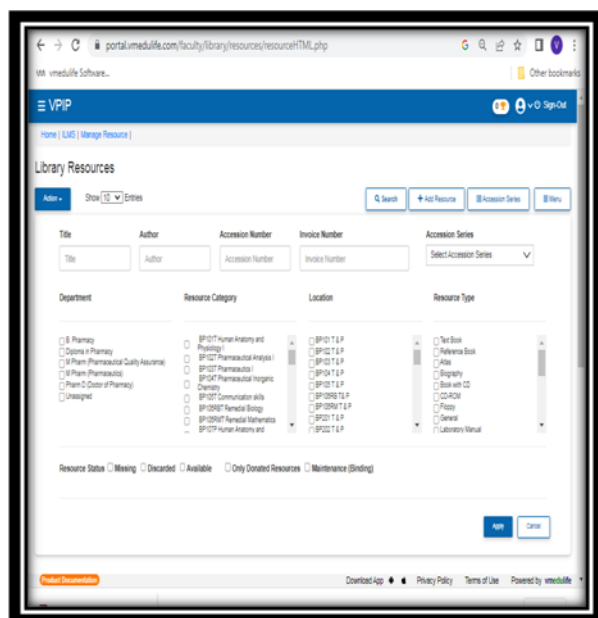 portal.vmedulife.com/faculty/library/resources/resourceHTML.php
V
vmedulife Software...
Other bookmarks
VPIP
0
Sign-Out
Home | ILMS | Manage Resource |
Library Resources
Action
Show 10 Entries
Search
+ Add Resource
Accession Series
Menu
Title
Author
Accession Number
Invoice Number
Accession Series
Title
Author
Accession Number
Invoice Number
Select Accession Series
Department
Resource Category
Location
Resource Type
B. Pharmacy
Diploma in Pharmacy
M Pharm (Pharmaceutical Quality Assurance)
M Pharm (Pharmaceutics)
Pharm D (Doctor of Pharmacy)
Unassigned
BP101T Human Anatomy and
Physiology I
BP102T Pharmaceutical Analysis I
BP103T Pharmaceutics I
BP104T Pharmaceutical Inorganic
Chemistry
BP105T Communication skills
BP106RBT Remedial Biology
BP106RMT Remedial Mathematics
BP107P Human Anatomy and
BP101 T & P
BP102 T & P
BP103 T & P
BP104 T & P
BP105 T & P
BP106RB T& P
BP106RM T & P
BP201 T & P
BP202 T & P
Text Book
Reference Book
Atlas
Biography
Book with CD
CD-ROM
Floppy
General
Laboratory Manual
Resource Status Missing Discarded Available Only Donated Resources Maintenance (Binding)
Apply
Cancel
Product Documentation
Download App
Privacy Policy
Terms of Use
Powered by vmedulife